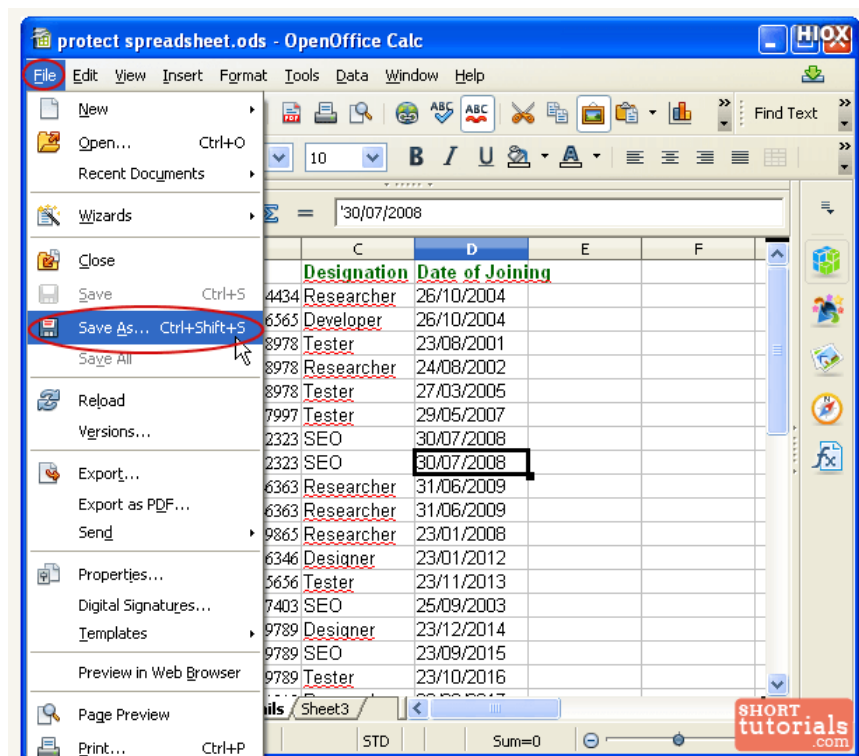 protect spreadsheet.ods - OpenOffice Calc
HIOX
File Edit View Insert Format Tools Data Window Help
New
Open... Ctrl+O
Recent Documents
Wizards
Close
Save Ctrl+S
Save As... Ctrl+Shift+S
Save All
Reload
Versions...
Export...
Export as PDF...
Send
Properties...
Digital Signatures...
Templates
Preview in Web Browser
Page Preview
Print... Ctrl+P
ABC ABC Find Text
10 B I U A
Σ = '30/07/2008
C D E F
Designation Date of Joining
4434 Researcher 26/10/2004
6565 Developer 26/10/2004
8978 Tester 23/08/2001
8978 Researcher 24/08/2002
8978 Tester 27/03/2005
7997 Tester 29/05/2007
2323 SEO 30/07/2008
2323 SEO 30/07/2008
6363 Researcher 31/06/2009
6363 Researcher 31/06/2009
9865 Researcher 23/01/2008
6346 Designer 23/01/2012
5656 Tester 23/11/2013
7403 SEO 25/09/2003
9789 Designer 23/12/2014
9789 SEO 23/09/2015
9789 Tester 23/10/2016
ils Sheet3
STD Sum=0
SHORT
tutorials
.com